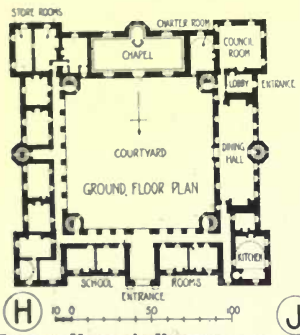 STORE ROOMS
CHARTER ROOM
CHAPEL
COUNCIL
ROOM
LOBBY ENTRANCE
COURTYARD
DINING
HALL
GROUND FLOOR PLAN
KITCHEN
SCHOOL ROOMS
ENTRANCE
H
J
10 0 50 100